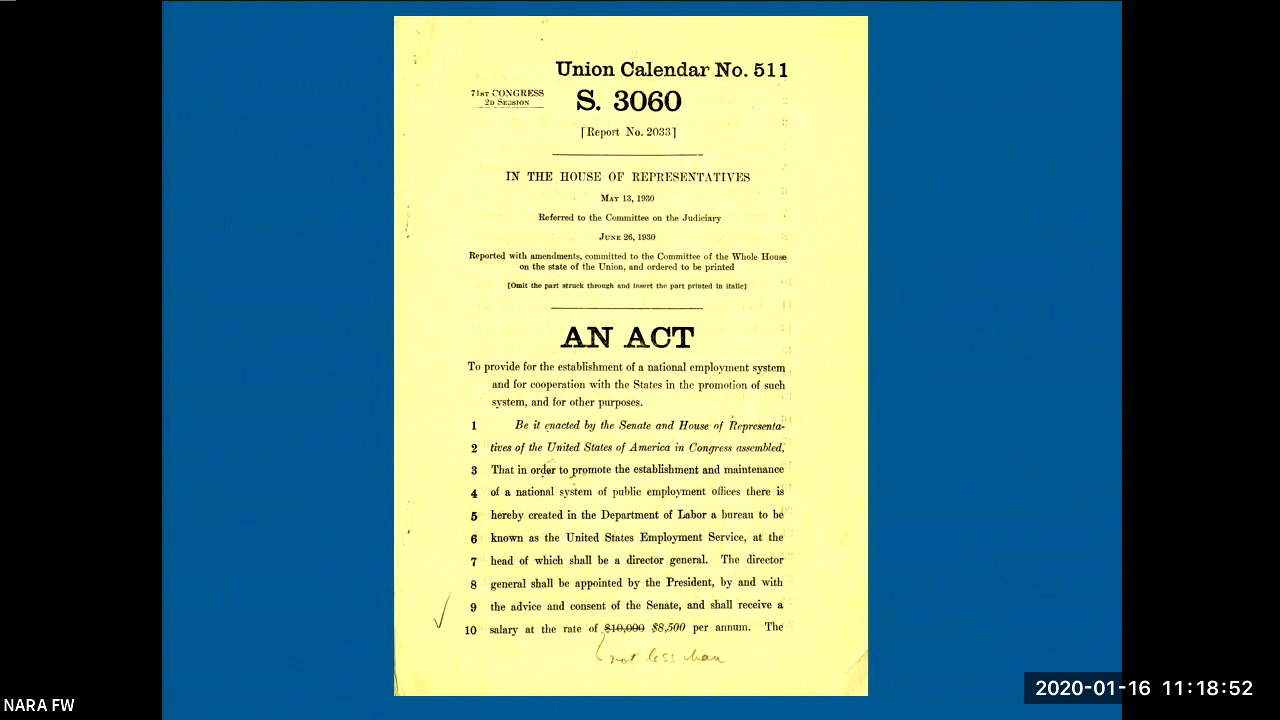 Union Calendar No. 511
71ST CONGRESS
2D SESSION
S. 3060
[Report No. 2033]
IN THE HOUSE OF REPRESENTATIVES
MAY 13, 1930
Referred to the Committee on the Judiciary
JUNE 26, 1930
Reported with amendments, committed to the Committee of the Whole House
on the state of the Union, and ordered to be printed
[Omit the part struck through and insert the part printed in italic]
AN ACT
To provide for the establishment of a national employment system
and for cooperation with the States in the promotion of such
system, and for other purposes.
1 Be it enacted by the Senate and House of Representa-
2 tives of the United States of America in Congress assembled,
3 That in order to promote the establishment and maintenance
4 of a national system of public employment offices there is
5 hereby created in the Department of Labor a bureau to be
6 known as the United States Employment Service, at the
7 head of which shall be a director general. The director
8 general shall be appointed by the President, by and with
9 the advice and consent of the Senate, and shall receive a
10 salary at the rate of $10,000 $8,500 per annum. The
not less than
2020-01-16 11:18:52
NARA FW